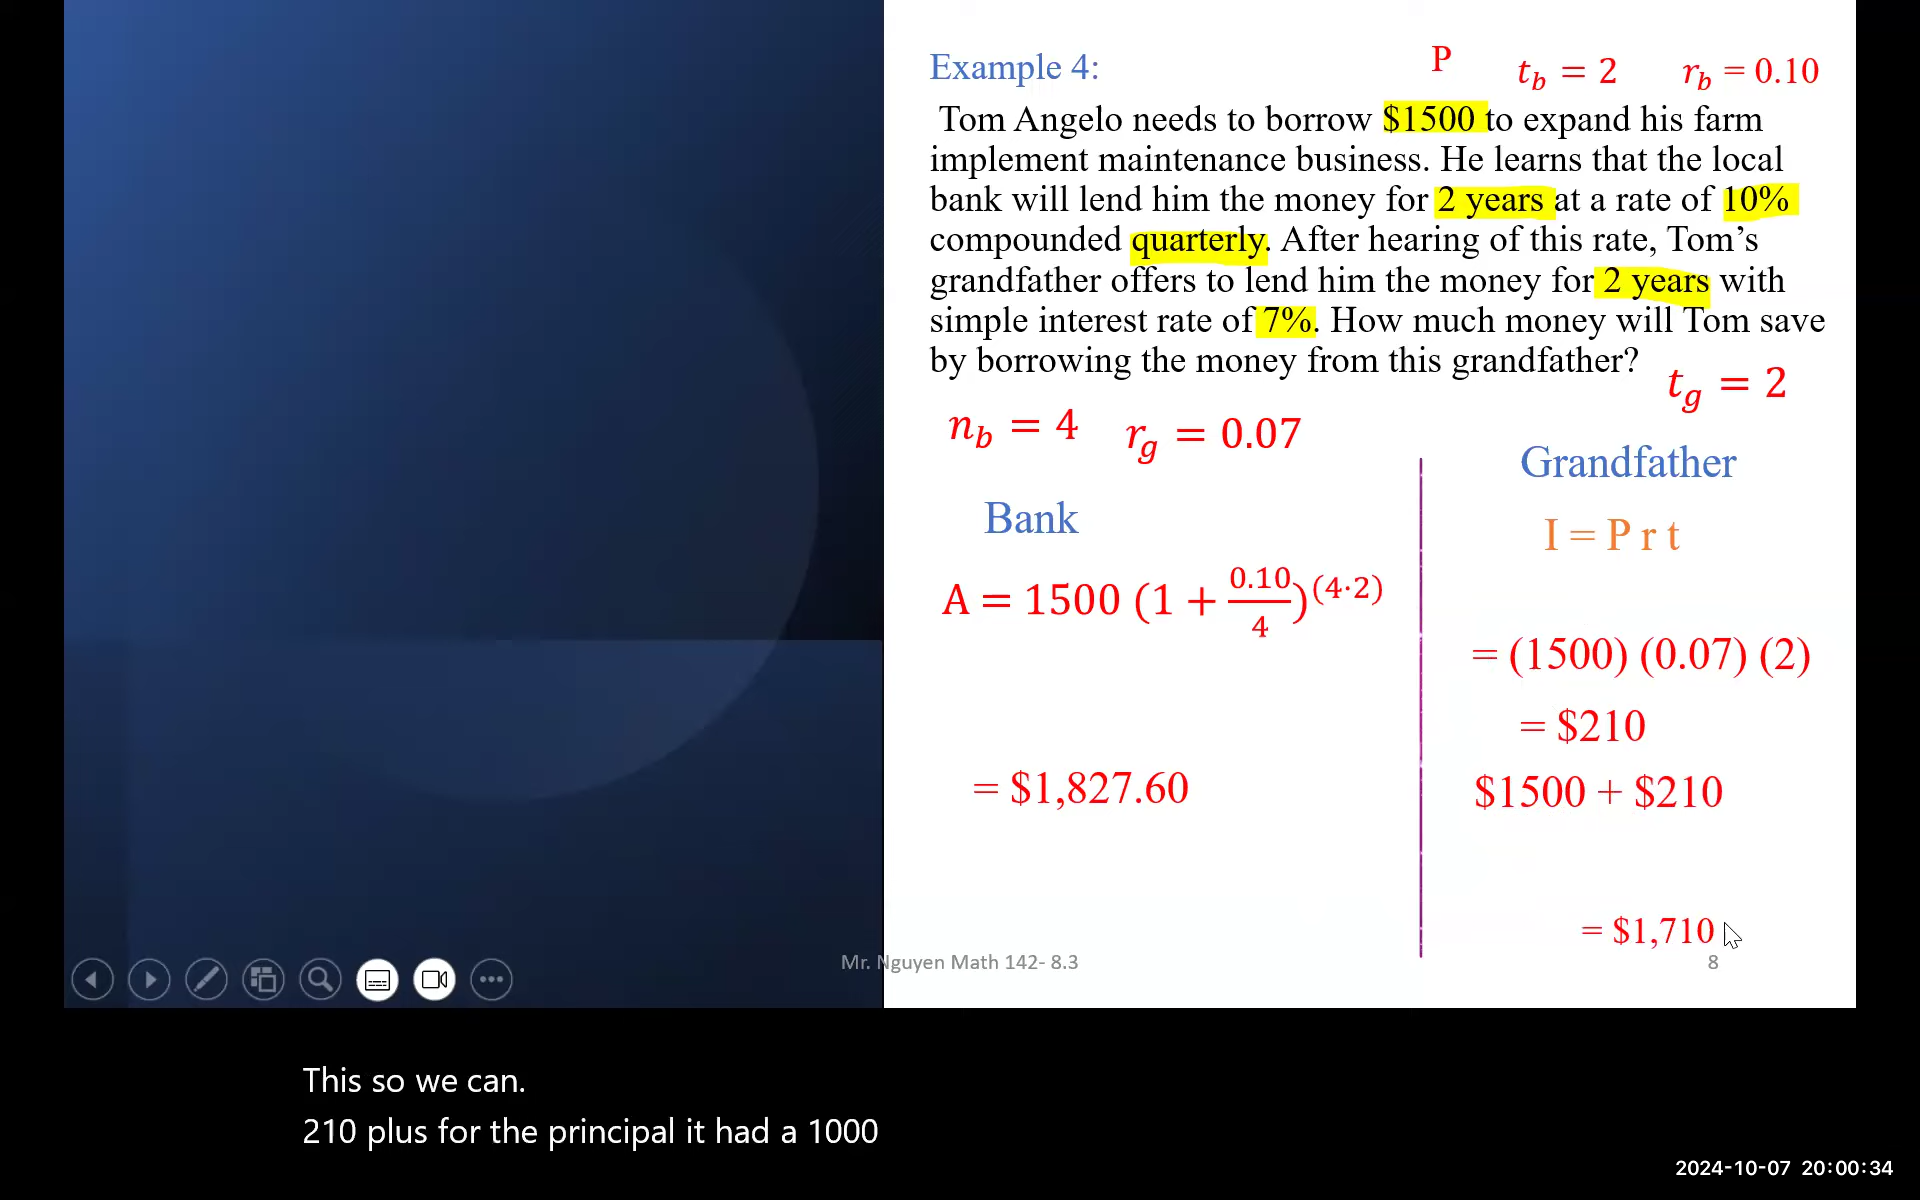 Example 4:
P
t_b = 2
r_b = 0.10
Tom Angelo needs to borrow $1500 to expand his farm
implement maintenance business. He learns that the local
bank will lend him the money for 2 years at a rate of 10%
compounded quarterly. After hearing of this rate, Tom’s
grandfather offers to lend him the money for 2 years with
simple interest rate of 7%. How much money will Tom save
by borrowing the money from this grandfather?
t_g = 2
n_b = 4
r_g = 0.07
Bank
A = 1500 (1 + 0.10/4)^(4·2)
= $1,827.60
Grandfather
I = P r t
= (1500) (0.07) (2)
= $210
$1500 + $210
= $1,710
Mr. Nguyen Math 142- 8.3
8
This so we can.
210 plus for the principal it had a 1000
2024-10-07 20:00:34